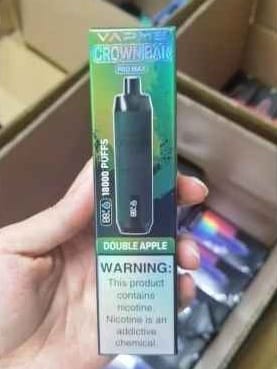 VAPME
CROWN BAR
PRO MAX
18000 PUFFS
DOUBLE APPLE
WARNING:
This product
contains
nicotine.
Nicotine is an
addictive
chemical.